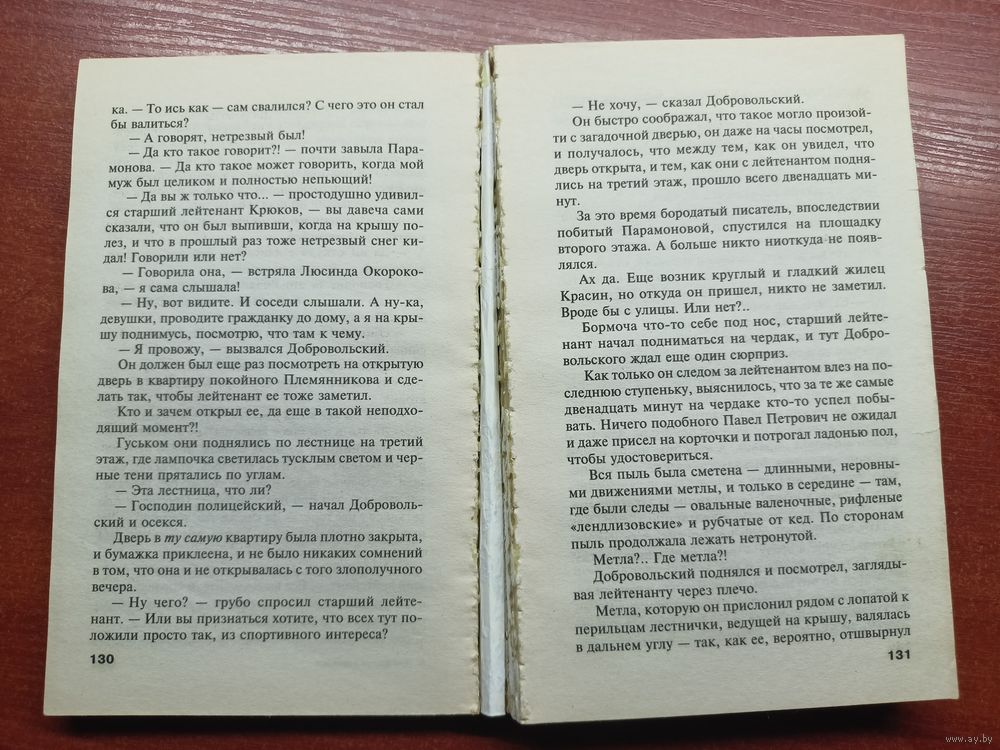 ка. — То ись как — сам свалился? С чего это он стал
бы валиться?
— А говорят, нетрезвый был!
— Да кто такое говорит?! — почти завыла Пара-
монова. — Да кто такое может говорить, когда мой
муж был целиком и полностью непьющий!
— Да вы ж только что... — простодушно удивил-
ся старший лейтенант Крюков, — вы давеча сами
сказали, что он был выпивши, когда на крышу по-
лез, и что в прошлый раз тоже нетрезвый снег ки-
дал! Говорили или нет?
— Говорила она, — встряла Люсинда Окороко-
ва, — я сама слышала!
— Ну, вот видите. И соседи слышали. А ну-ка,
девушки, проводите гражданку до дому, а я на кры-
шу поднимусь, посмотрю, что там к чему.
— Я провожу, — вызвался Добровольский.
Он должен был еще раз посмотреть на открытую
дверь в квартиру покойного Племянникова и сде-
лать так, чтобы лейтенант ее тоже заметил.
Кто и зачем открыл ее, да еще в такой неподхо-
дящий момент?!
Гуськом они поднялись по лестнице на третий
этаж, где лампочка светилась тусклым светом и чер-
ные тени прятались по углам.
— Эта лестница, что ли?
— Господин полицейский, — начал Доброволь-
ский и осекся.
Дверь в ту самую квартиру была плотно закрыта,
и бумажка приклеена, и не было никаких сомнений
в том, что она и не открывалась с того злополучного
вечера.
— Ну чего? — грубо спросил старший лейте-
нант. — Или вы признаться хотите, что всех тут по-
ложили просто так, из спортивного интереса?
130
— Не хочу, — сказал Добровольский.
Он быстро соображал, что такое могло произой-
ти с загадочной дверью, он даже на часы посмотрел,
и получалось, что между тем, как он увидел, что
дверь открыта, и тем, как они с лейтенантом подня-
лись на третий этаж, прошло всего двенадцать ми-
нут.
За это время бородатый писатель, впоследствии
побитый Парамоновой, спустился на площадку
второго этажа. А больше никто ниоткуда не появ-
лялся.
Ах да. Еще возник круглый и гладкий жилец
Красин, но откуда он пришел, никто не заметил.
Вроде бы с улицы. Или нет?..
Бормоча что-то себе под нос, старший лейте-
нант начал подниматься на чердак, и тут Добро-
вольского ждал еще один сюрприз.
Как только он следом за лейтенантом влез на по-
следнюю ступеньку, выяснилось, что за те же самые
двенадцать минут на чердаке кто-то успел побы-
вать. Ничего подобного Павел Петрович не ожидал
и даже присел на корточки и потрогал ладонью пол,
чтобы удостовериться.
Вся пыль была сметена — длинными, неровны-
ми движениями метлы, и только в середине — там,
где были следы — овальные валеночные, рифленые
«лендлизовские» и рубчатые от кед. По сторонам
пыль продолжала лежать нетронутой.
Метла?.. Где метла?!
Добровольский поднялся и посмотрел, загляды-
вая лейтенанту через плечо.
Метла, которую он прислонил рядом с лопатой к
перильцам лестнички, ведущей на крышу, валялась
в дальнем углу — так, как ее, вероятно, отшвырнул
131
www.ay.by